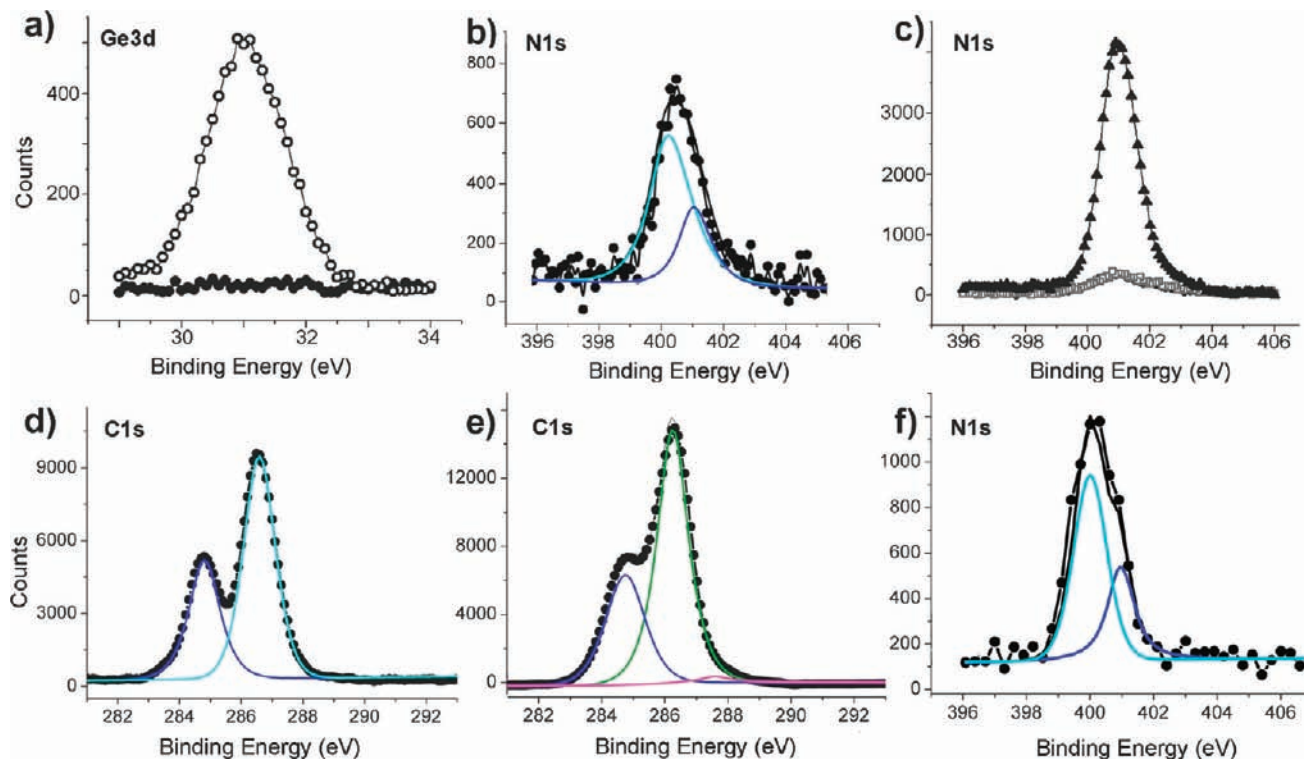 a) Ge3d
Counts
400
200
0
30 32 34
Binding Energy (eV)
b) N1s
800
600
400
200
0
396 398 400 402 404 406
Binding Energy (eV)
c) N1s
3000
2000
1000
0
396 398 400 402 404 406
Binding Energy (eV)
d) C1s
Counts
9000
6000
3000
0
282 284 286 288 290 292
Binding Energy (eV)
e) C1s
12000
8000
4000
0
282 284 286 288 290 292
Binding Energy (eV)
f) N1s
1000
800
600
400
200
0
396 398 400 402 404 406
Binding Energy (eV)